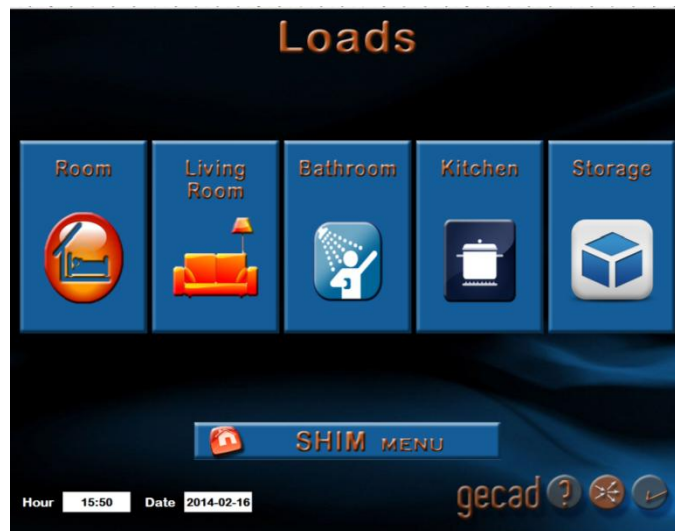 Loads
Room
Living
Room
Bathroom
Kitchen
Storage
SHIM MENU
Hour 15:50 Date 2014-02-16
gecad ?